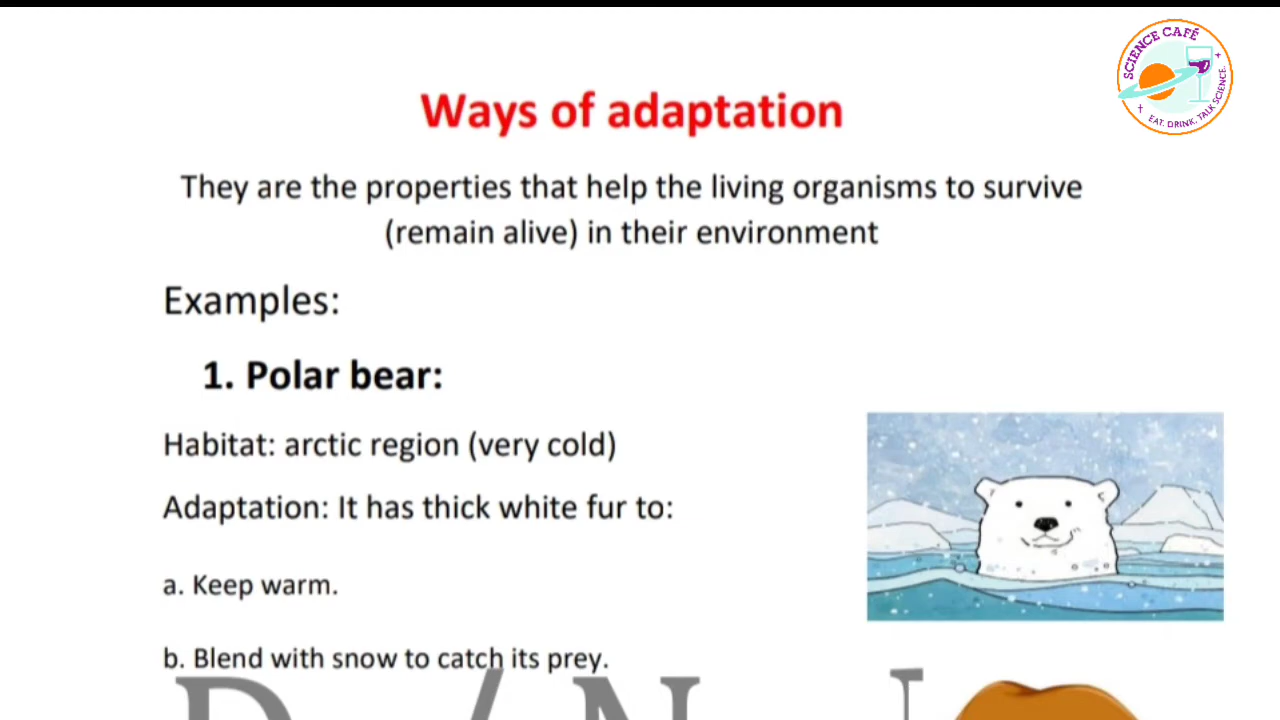 SCIENCE CAFÉ
EAT. DRINK. TALK SCIENCE.
Ways of adaptation
They are the properties that help the living organisms to survive
(remain alive) in their environment
Examples:
1. Polar bear:
Habitat: arctic region (very cold)
Adaptation: It has thick white fur to:
a. Keep warm.
b. Blend with snow to catch its prey.